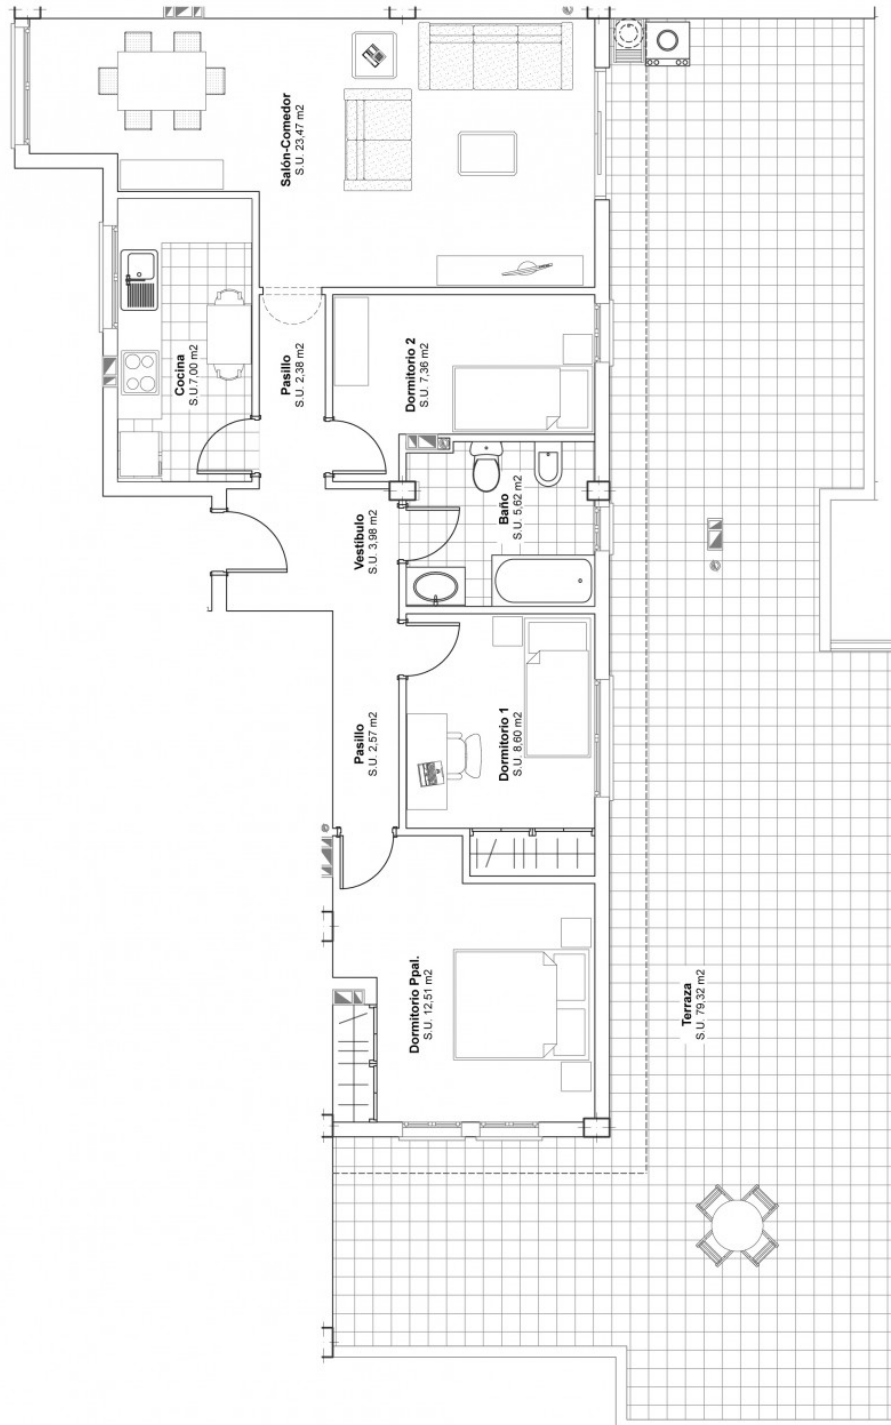 Salón-Comedor
S.U. 23,47 m2
Cocina
S.U.7,00 m2
Pasillo
S.U. 2,38 m2
Dormitorio 2
S.U. 7,36 m2
Vestíbulo
S.U. 3,98 m2
Baño
S.U. 5,62 m2
Pasillo
S.U. 2,57 m2
Dormitorio 1
S.U. 8,60 m2
Dormitorio Ppal.
S.U. 12,51 m2
Terraza
S.U. 79,32 m2